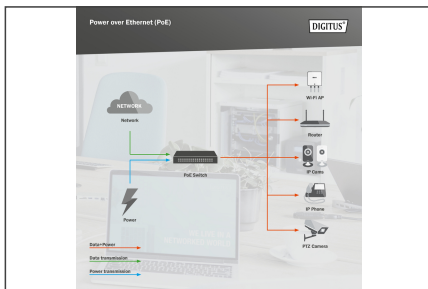 Power over Ethernet (PoE)
DIGITUS®
NETWORK
Network
Wi-Fi AP
Router
PoE Switch
IP Cams
Power
IP Phone
PTZ Camera
Data+Power
Data transmission
Power transmission